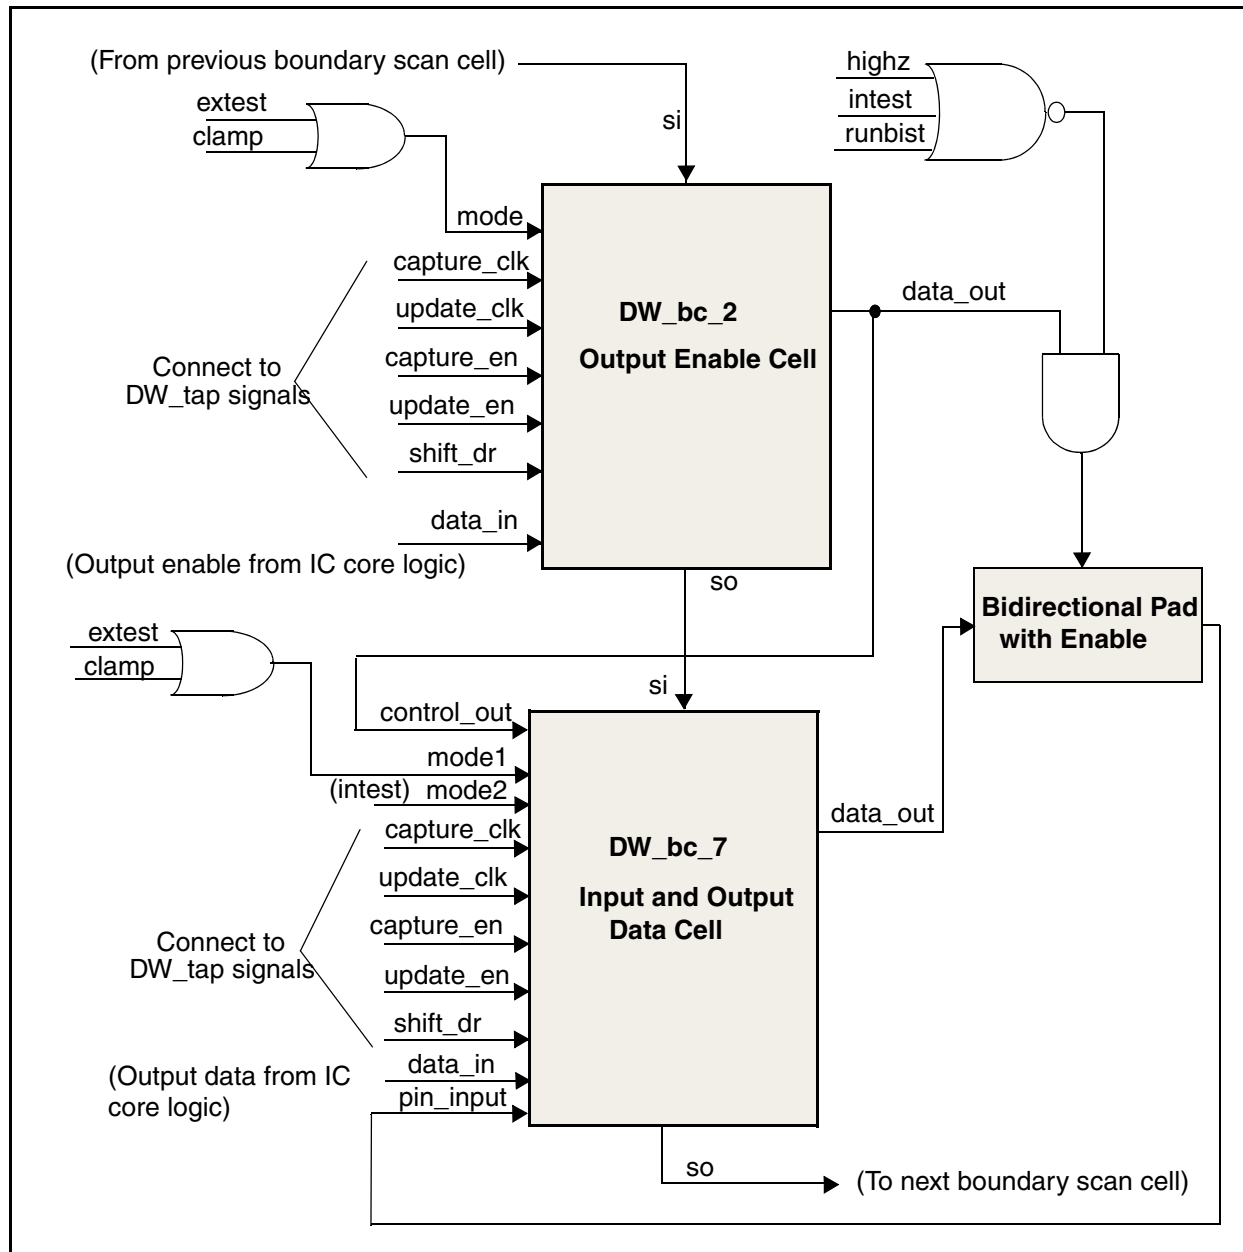 (From previous boundary scan cell)
si
highz
intest
runbist
extest
clamp
mode
capture_clk
update_clk
capture_en
update_en
shift_dr
data_in
Connect to
DW_tap signals
(Output enable from IC core logic)
DW_bc_2
Output Enable Cell
data_out
so
Bidirectional Pad
with Enable
extest
clamp
si
control_out
mode1
(intest) mode2
capture_clk
update_clk
capture_en
update_en
shift_dr
data_in
pin_input
Connect to
DW_tap signals
(Output data from IC
core logic)
DW_bc_7
Input and Output
Data Cell
data_out
so
(To next boundary scan cell)